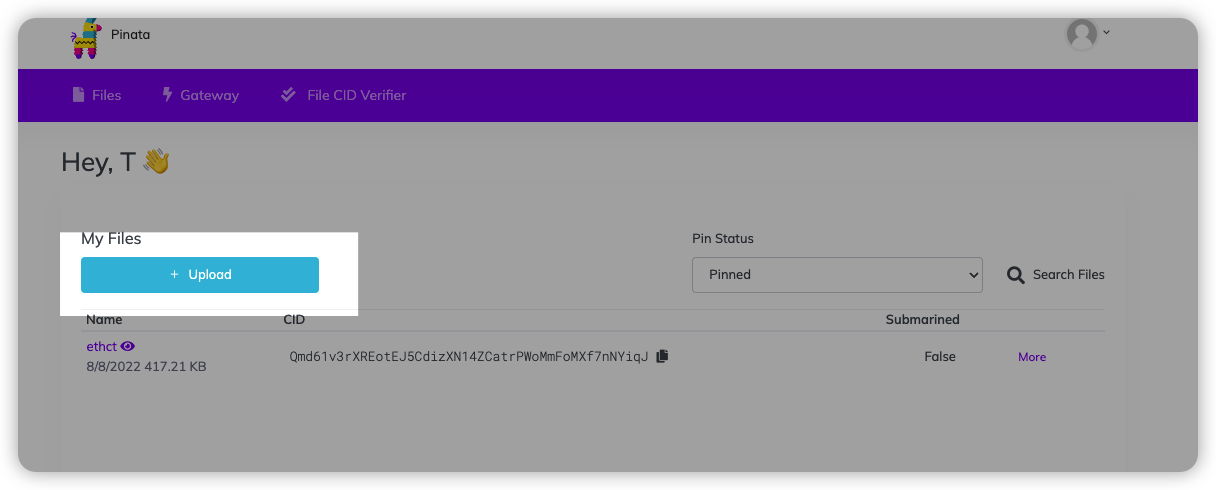 Pinata
Files Gateway File CID Verifier
Hey, T 👋
My Files
+ Upload
Pin Status
Pinned
Search Files
Name CID Submarined
ethct
Qmd61v3rXREotEJ5CdizXN14ZCatrPWoMmFoMXf7nNYiqJ False More
8/8/2022 417.21 KB